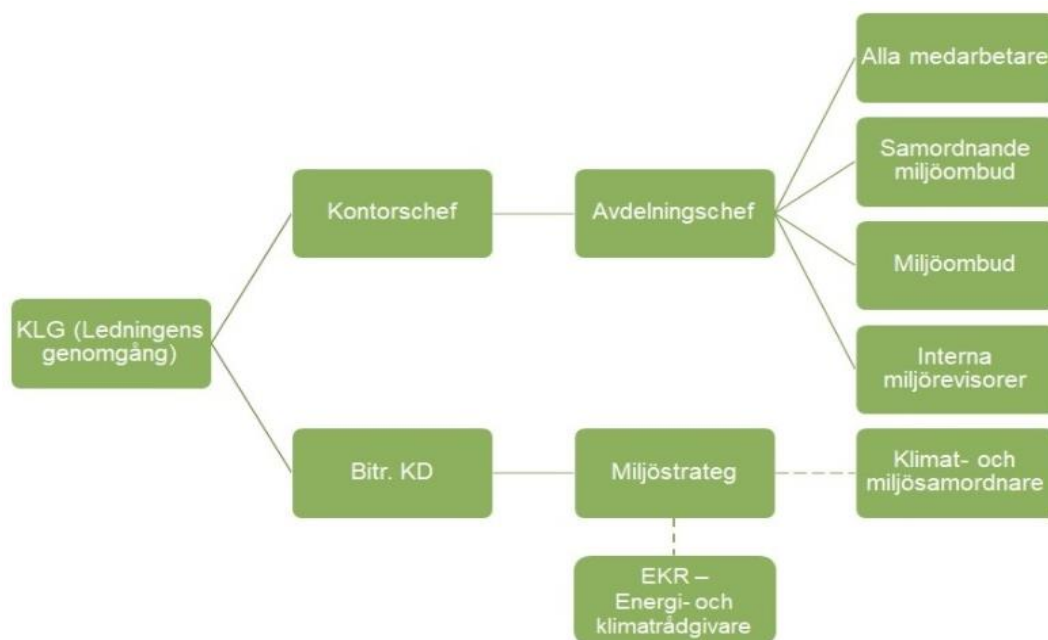 Alla medarbetare
Samordnande
miljöombud
Kontorschef
Avdelningschef
Miljöombud
KLG (Ledningens
genomgång)
Interna
miljörevisorer
Bitr. KD
Miljöstrateg
Klimat- och
miljösamordnare
EKR –
Energi- och
klimatrådgivare